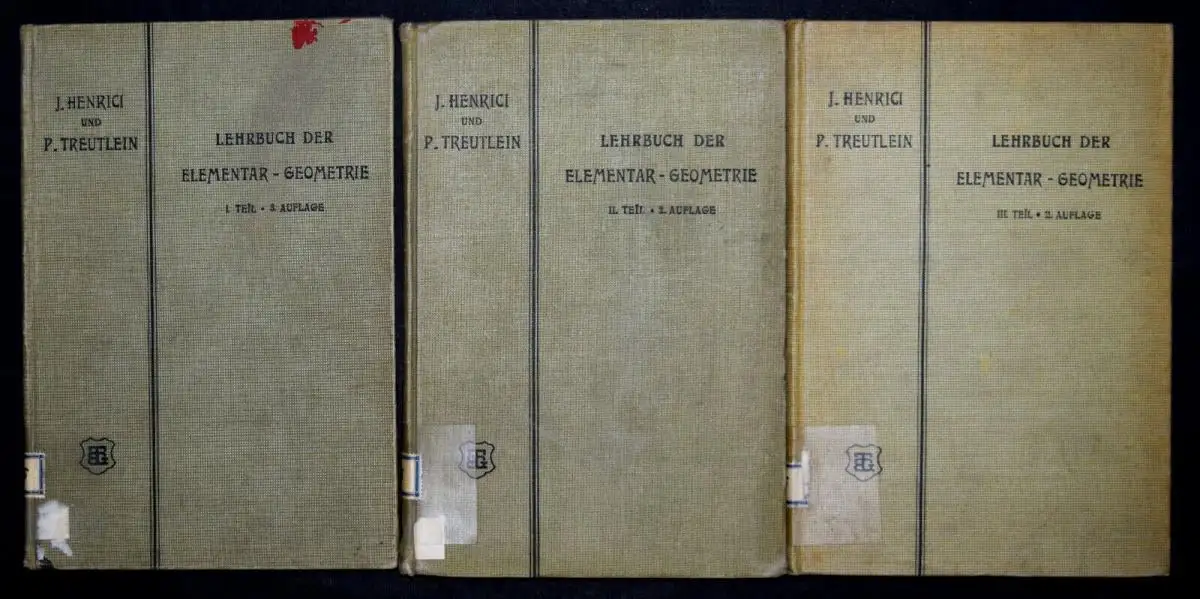 J. HENRICI
UND
P. TREUTLEIN
LEHRBUCH DER
ELEMENTAR - GEOMETRIE
I. TEIL • 3. AUFLAGE
J. HENRICI
UND
P. TREUTLEIN
LEHRBUCH DER
ELEMENTAR - GEOMETRIE
II. TEIL • 3. AUFLAGE
J. HENRICI
UND
P. TREUTLEIN
LEHRBUCH DER
ELEMENTAR - GEOMETRIE
III. TEIL • 2. AUFLAGE